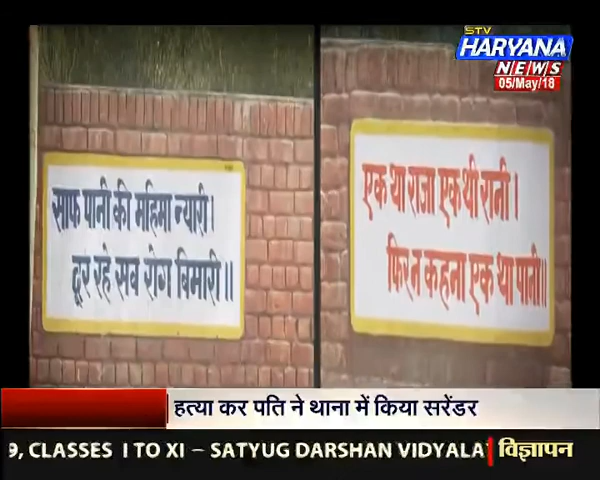 STV
HARYANA
NEWS
05/May/18
साफ पानी की महिमा न्यारी।
दूर रहे सब रोग बिमारी॥
एक था राजा एक थी रानी।
फिर न कहना एक था पानी॥
हत्या कर पति ने थाना में किया सरेंडर
9, CLASSES I TO XI – SATYUG DARSHAN VIDYALA
विज्ञापन